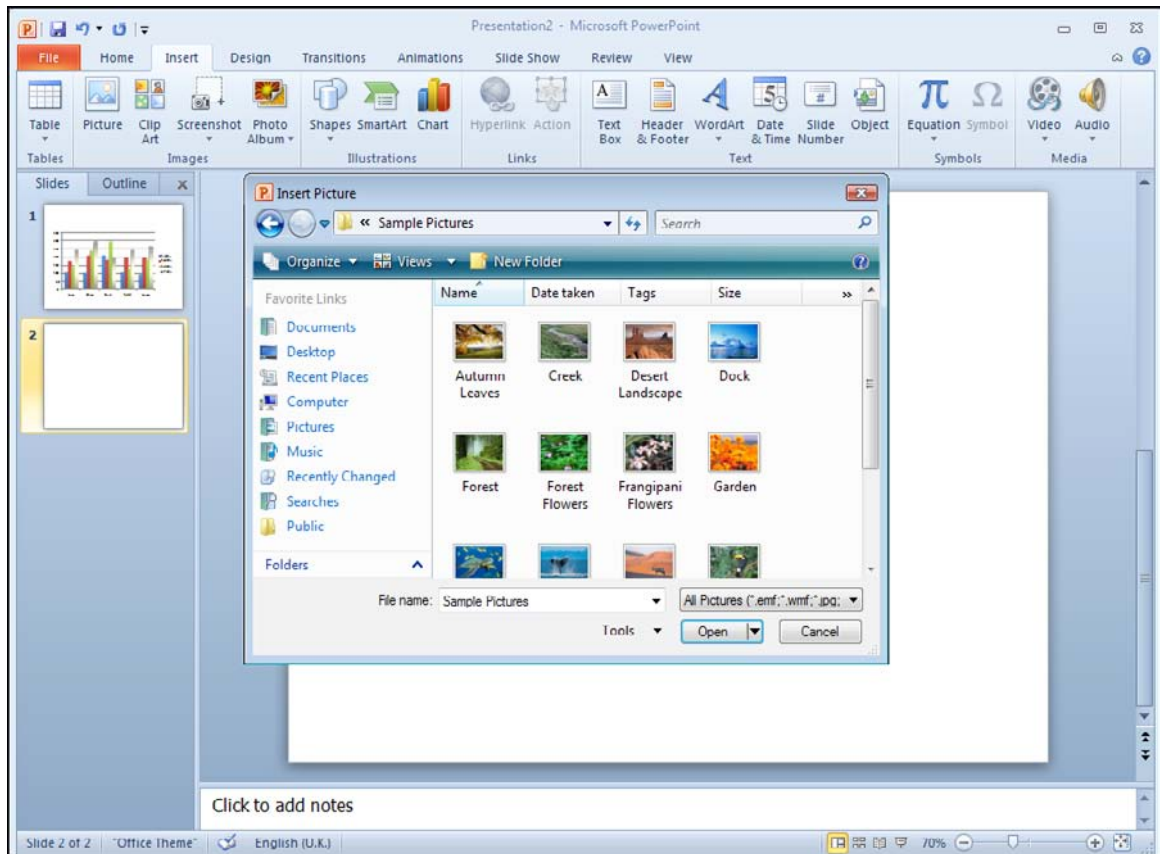 Presentation2 - Microsoft PowerPoint
File Home Insert Design Transitions Animations Slide Show Review View
Table Picture Clip Art Screenshot Photo Album Shapes SmartArt Chart Hyperlink Action Text Box Header & Footer WordArt Date & Time Slide Number Object Equation Symbol Video Audio
Tables Images Illustrations Links Text Symbols Media
Slides Outline
1
2
Insert Picture
« Sample Pictures Search
Organize Views New Folder
Favorite Links
Documents
Desktop
Recent Places
Computer
Pictures
Music
Recently Changed
Searches
Public
Folders
Name Date taken Tags Size »
Autumn Leaves Creek Desert Landscape Dock
Forest Forest Flowers Frangipani Flowers Garden
File name: Sample Pictures All Pictures (*.emf;*.wmf;*.jpg;
Tools Open Cancel
Click to add notes
Slide 2 of 2 "Office Theme" English (U.K.) 70%